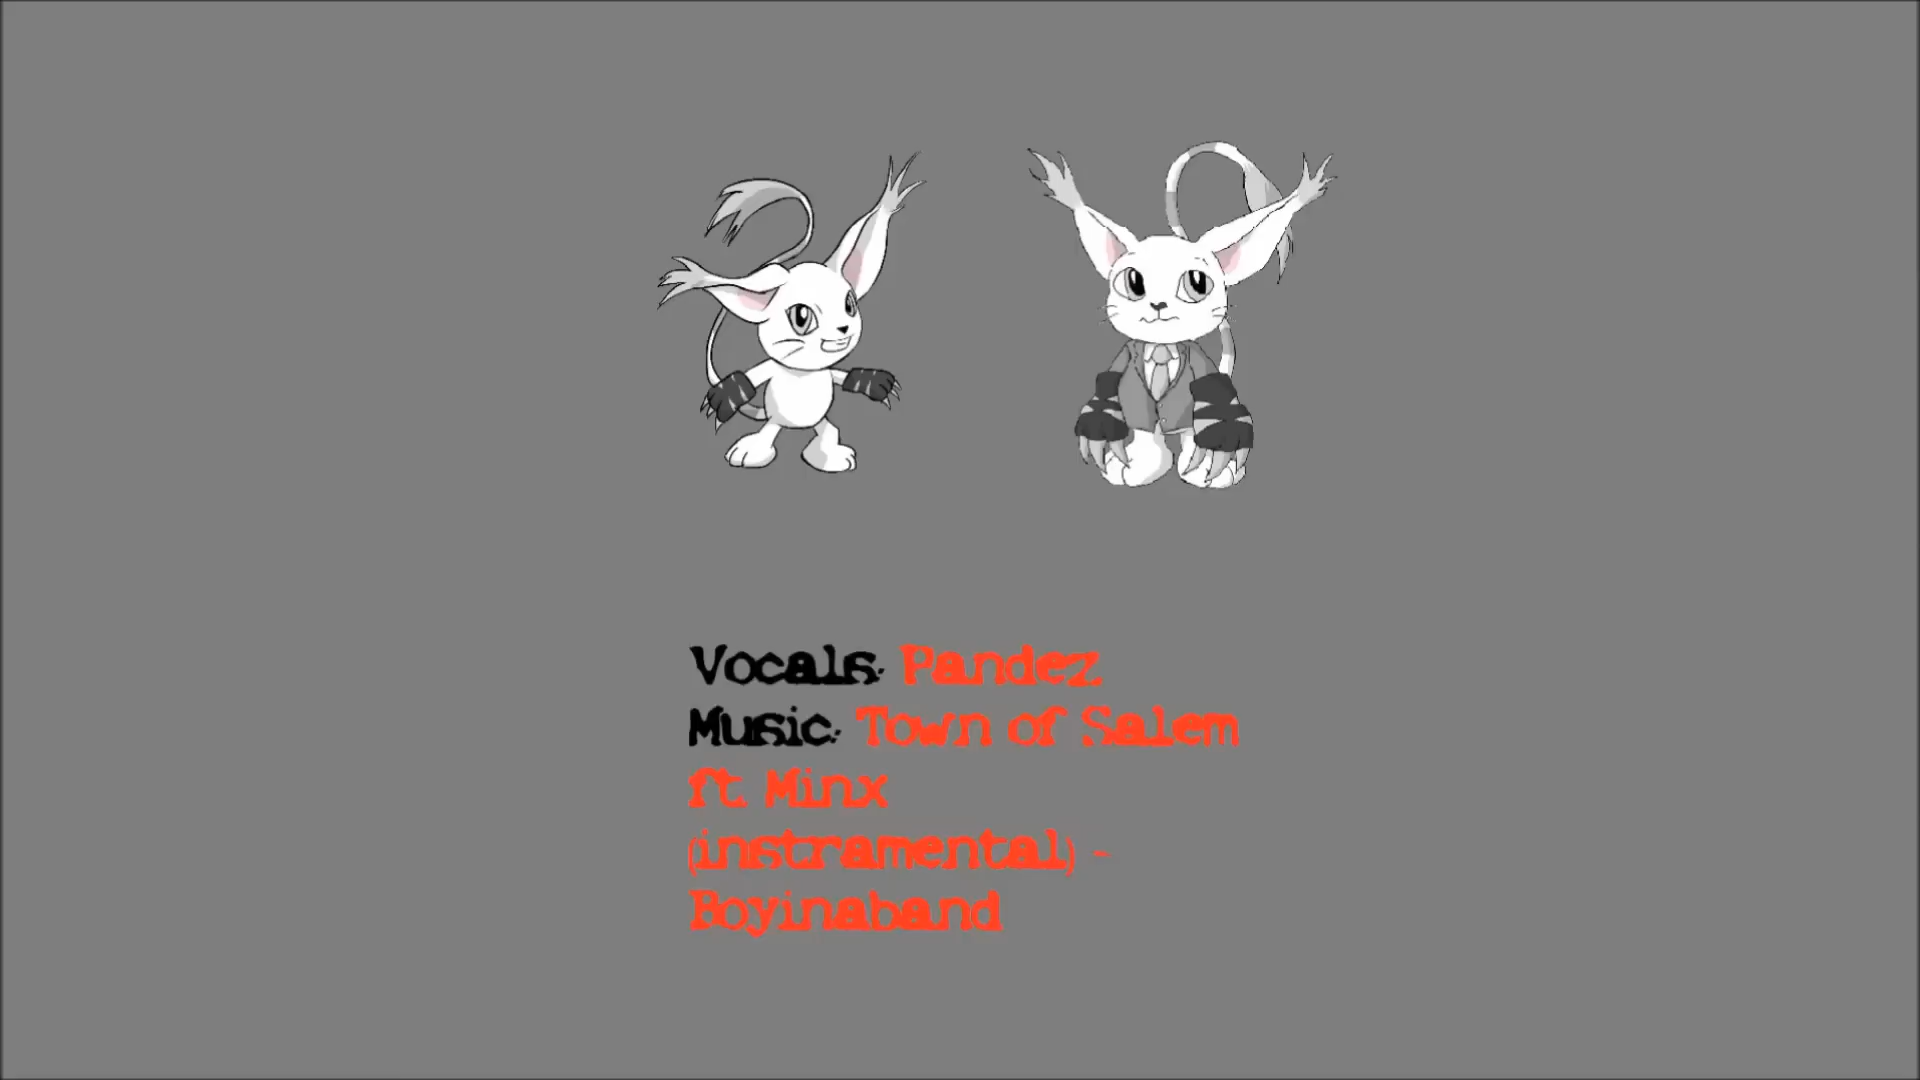 Vocals: Pandez
Music: Town of Salem
ft. Minx
(instramental) -
Boyinaband